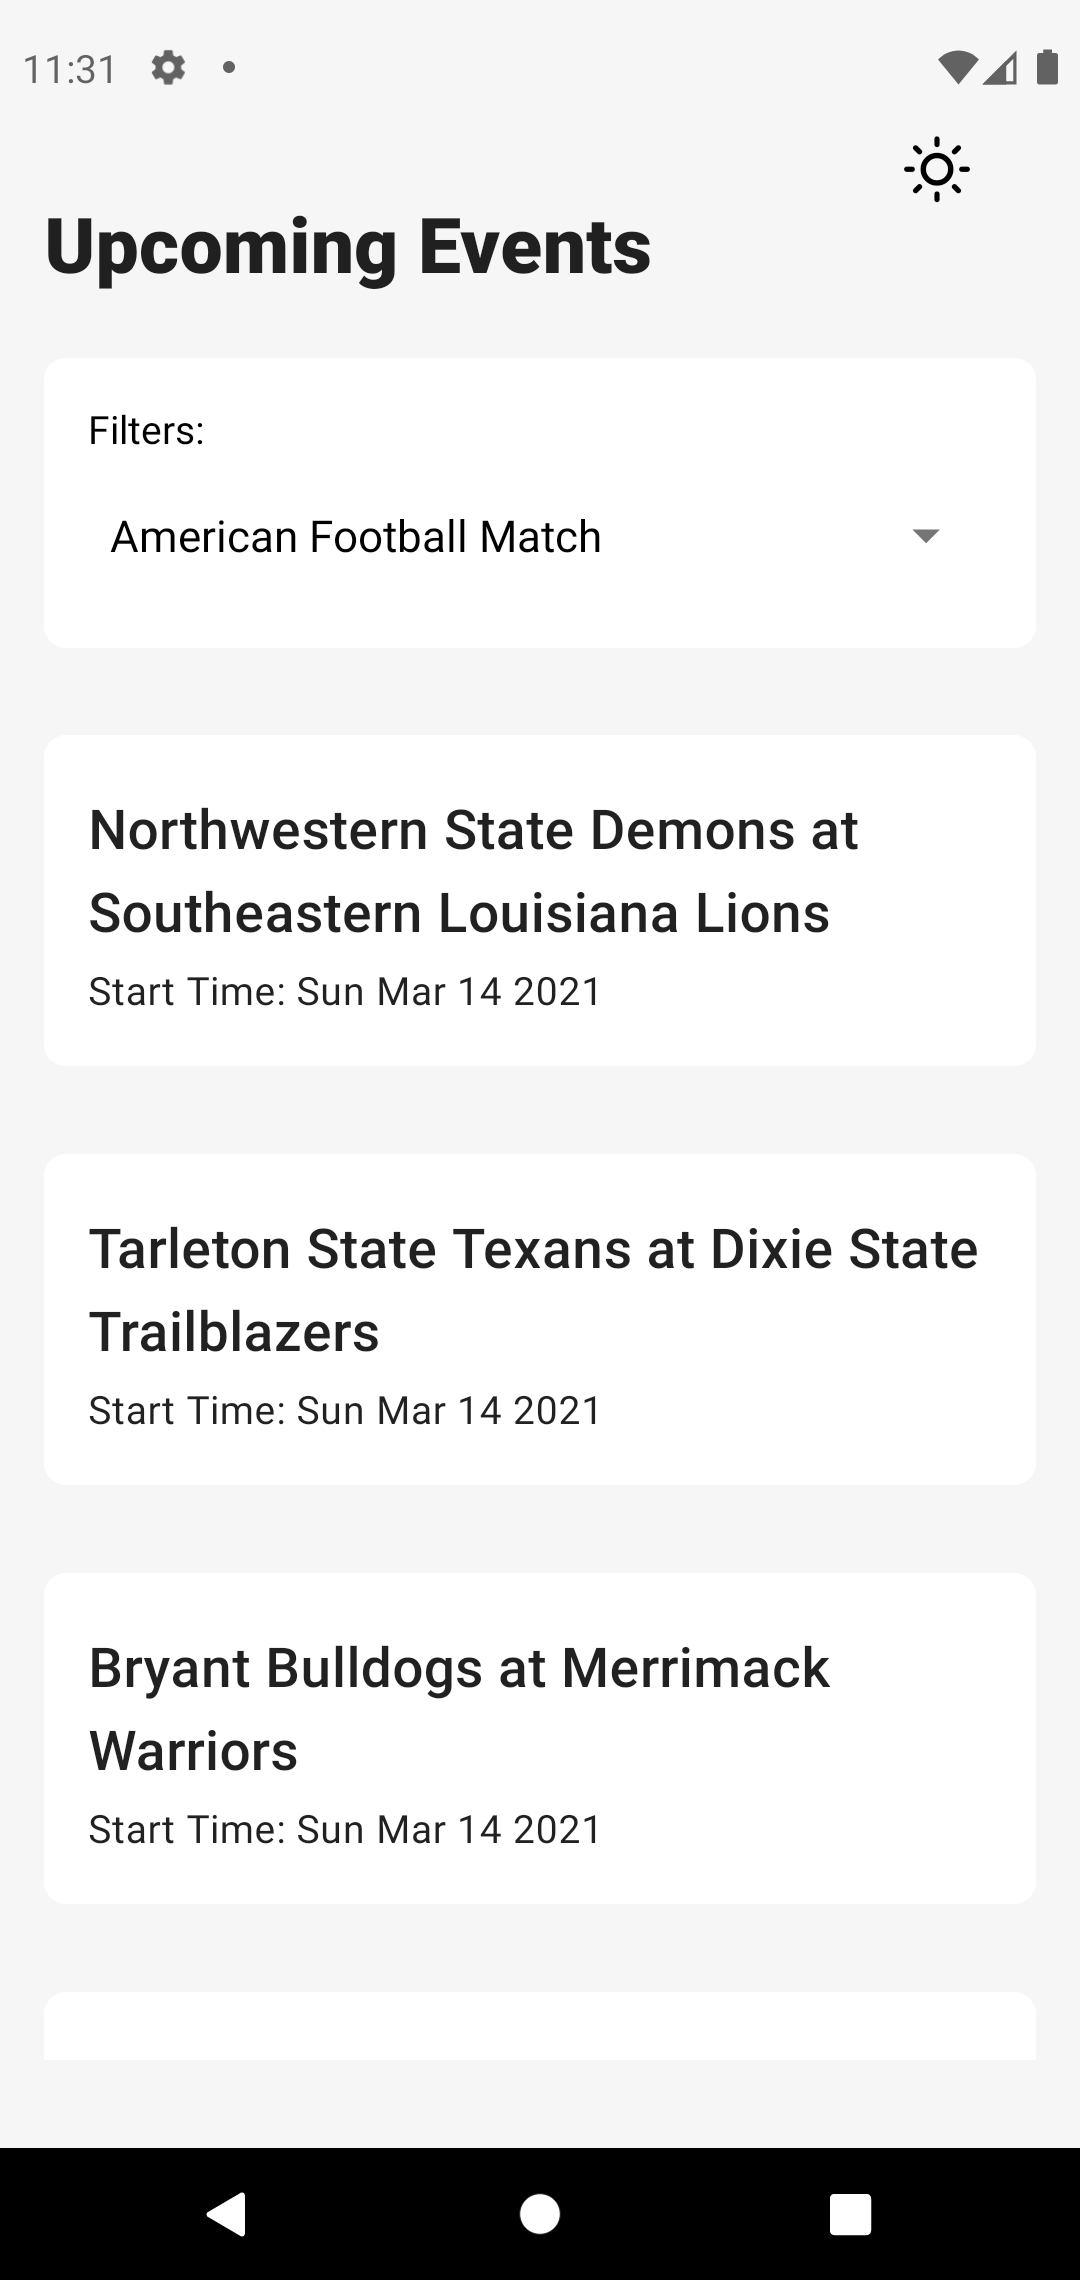 11:31
Upcoming Events
Filters:
American Football Match
Northwestern State Demons at
Southeastern Louisiana Lions
Start Time: Sun Mar 14 2021
Tarleton State Texans at Dixie State
Trailblazers
Start Time: Sun Mar 14 2021
Bryant Bulldogs at Merrimack
Warriors
Start Time: Sun Mar 14 2021